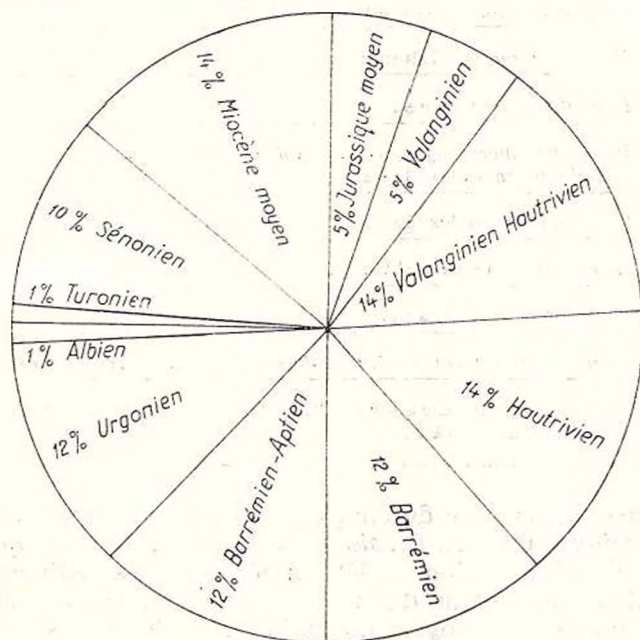 5% Jurassique moyen
5% Valanginien
14% Valanginien Hautrivien
14% Hautrivien
12% Barrémien
12% Barrémien-Aptien
12% Urgonien
1% Albien
1% Turonien
10% Sénonien
14% Miocène moyen